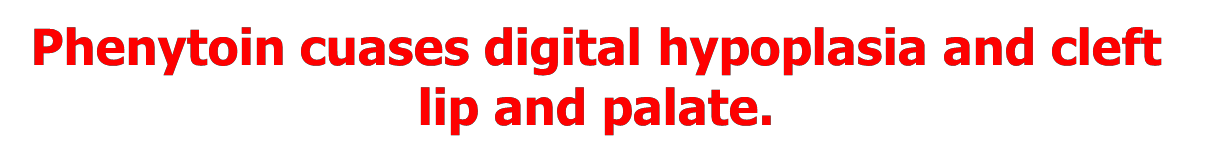 Phenytoin cuases digital hypoplasia and cleft
lip and palate.